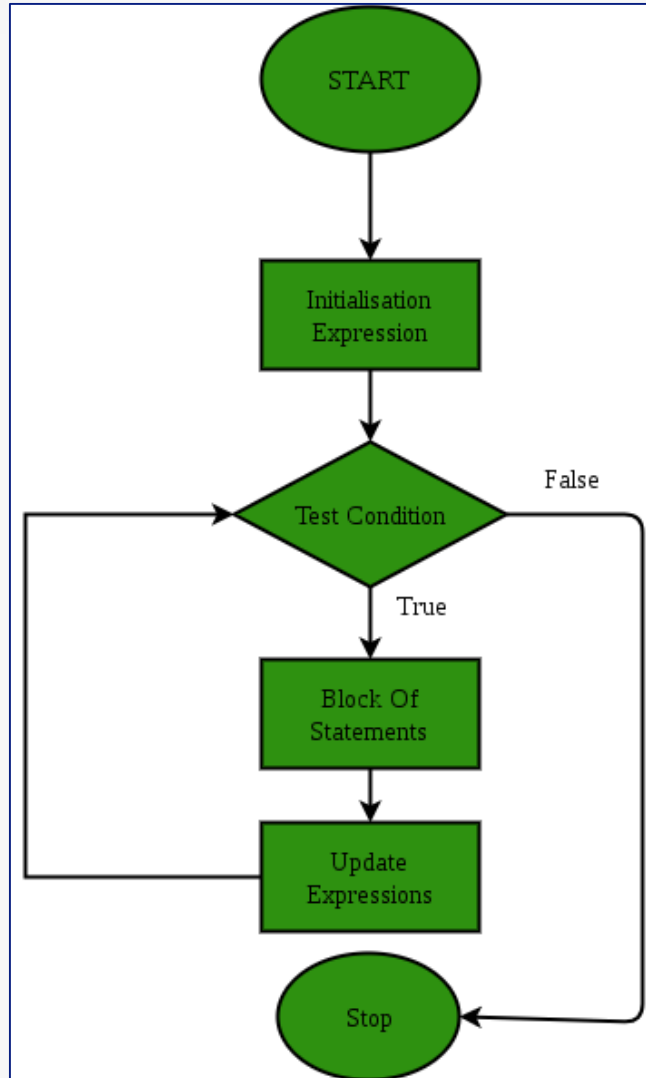 START
Initialisation
Expression
Test Condition
False
True
Block Of
Statements
Update
Expressions
Stop